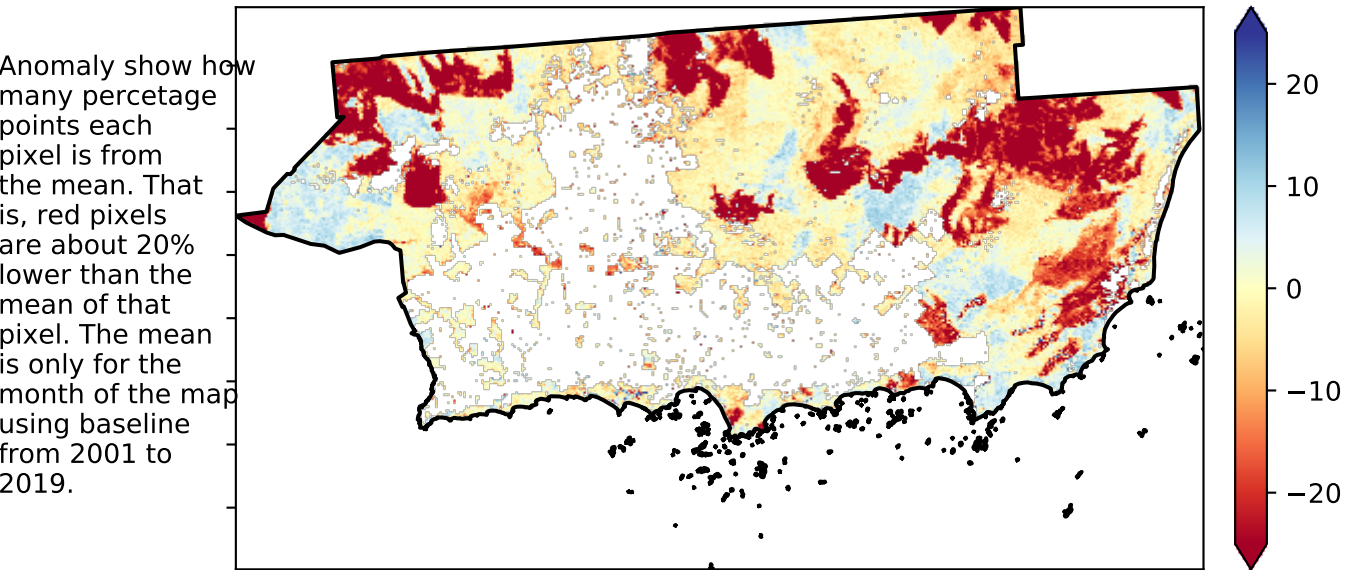 Anomaly show how
many percetage
points each
pixel is from
the mean. That
is, red pixels
are about 20%
lower than the
mean of that
pixel. The mean
is only for the
month of the map
using baseline
from 2001 to
2019.
20
10
0
−10
−20